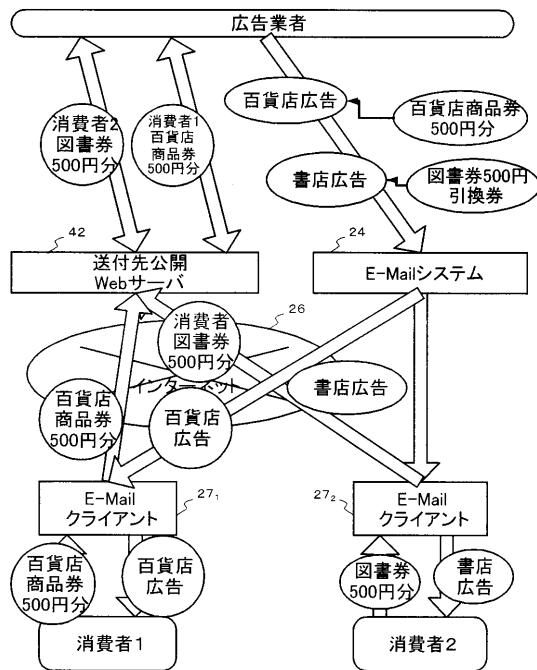 広告業者
消費者2
図書券
500円分
消費者1
百貨店
商品券
500円分
百貨店広告
百貨店商品券
500円分
書店広告
図書券500円
引換券
42
送付先公開
Webサーバ
24
E-Mailシステム
26
消費者
図書券
500円分
インターネット
書店広告
百貨店
商品券
500円分
百貨店
広告
27₁
E-Mail
クライアント
27₂
E-Mail
クライアント
百貨店
商品券
500円分
百貨店
広告
図書券
500円分
書店
広告
消費者1
消費者2